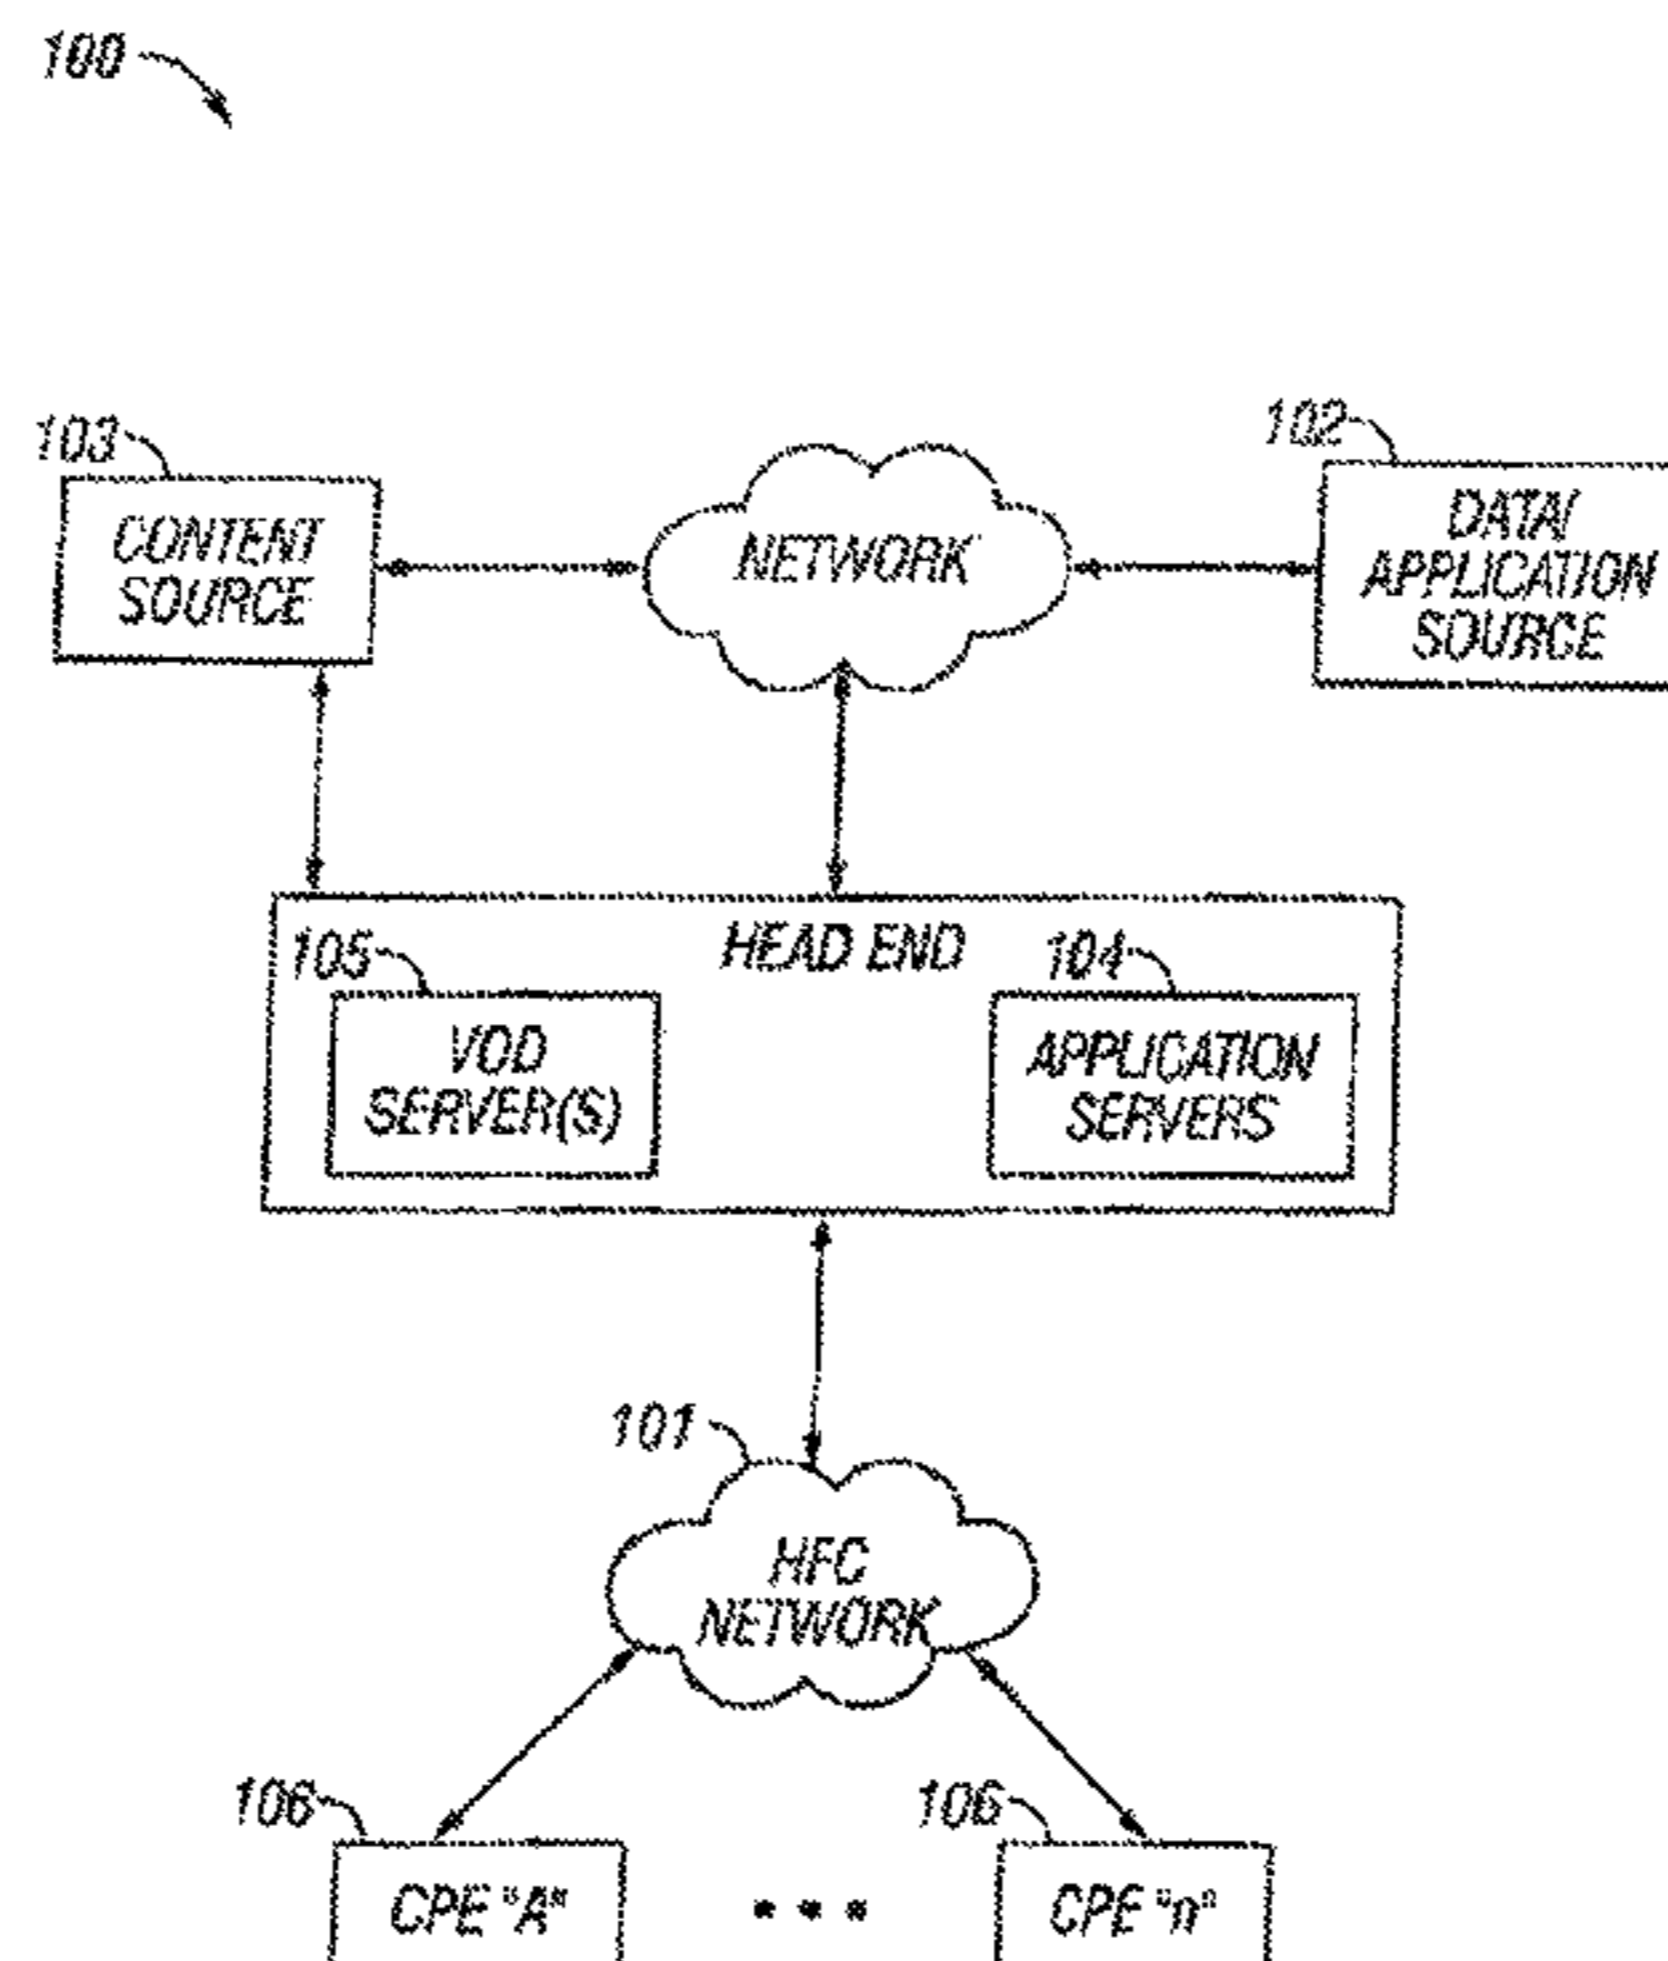 100
103
102
CONTENT
SOURCE
NETWORK
DATA/
APPLICATION
SOURCE
HEAD END
105
104
VOD
SERVER(S)
APPLICATION
SERVERS
101
HFC
NETWORK
106
106
CPE "A"
• • •
CPE "n"